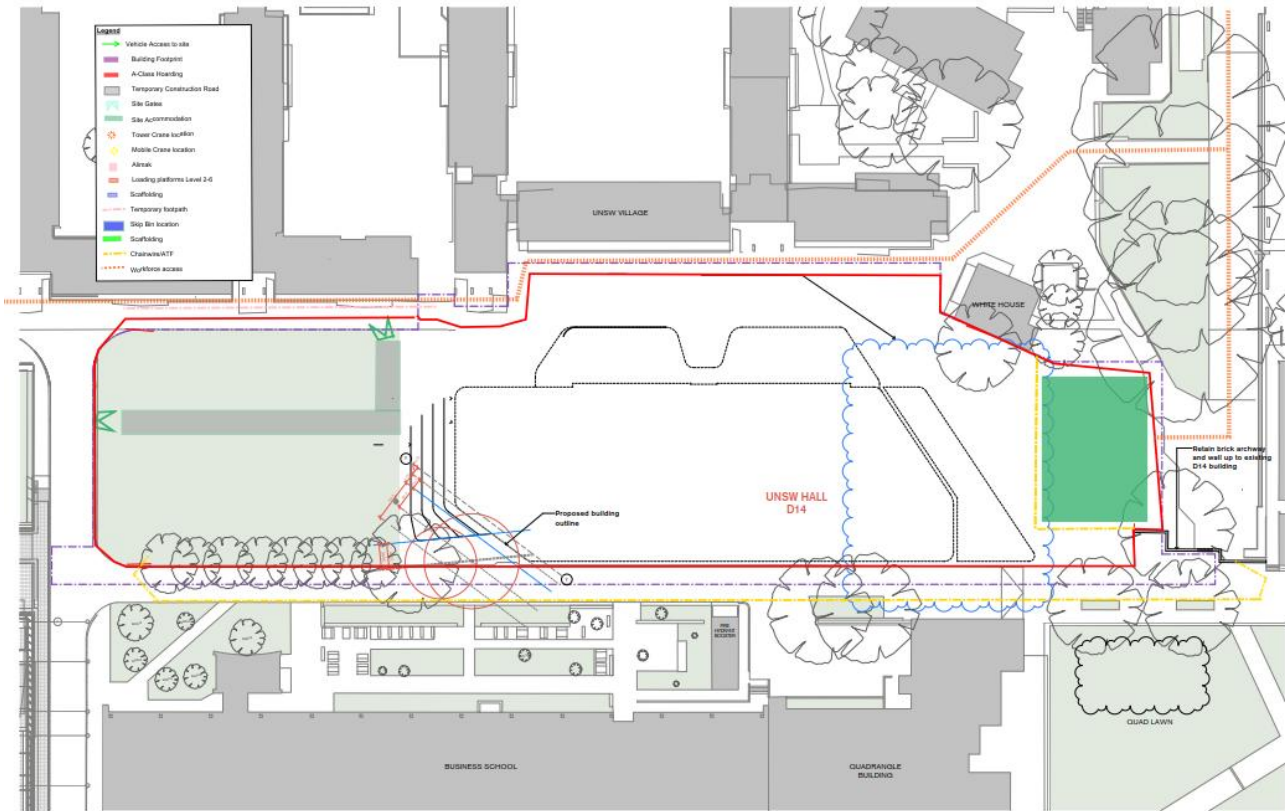 Legend
Vehicle Access to site
Building Footprint
A-Class Hoarding
Temporary Construction Road
Site Gates
Site Accommodation
Tower Crane location
Mobile Crane location
Alimak
Loading platforms Level 2-6
Scaffolding
Temporary footpath
Skip Bin location
Scaffolding
Chainwire/ATF
Workforce access
UNSW VILLAGE
WHITE HOUSE
Retain brick archway
and wall up to existing
D14 building
UNSW HALL
D14
Proposed building
outline
FIRE
HYDRANT
BOOSTER
QUAD LAWN
BUSINESS SCHOOL
QUADRANGLE
BUILDING